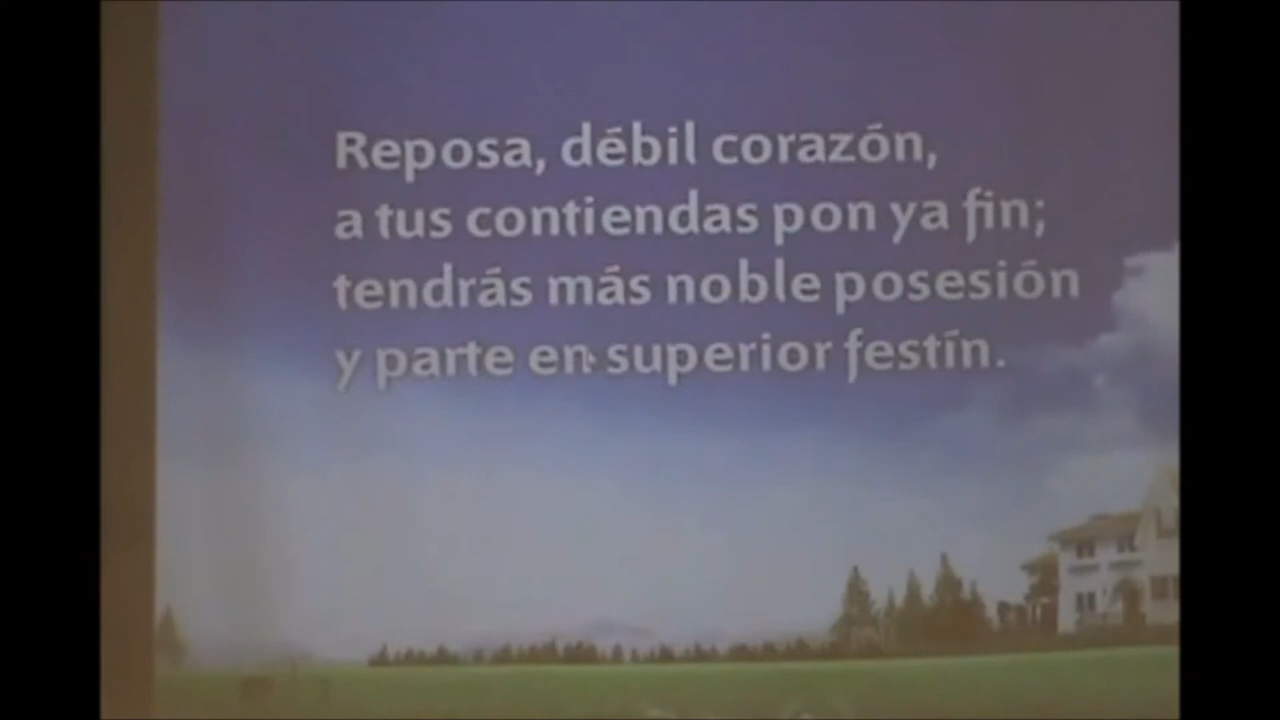 Reposa, débil corazón,
a tus contiendas pon ya fin;
tendrás más noble posesión
y parte en superior festín.